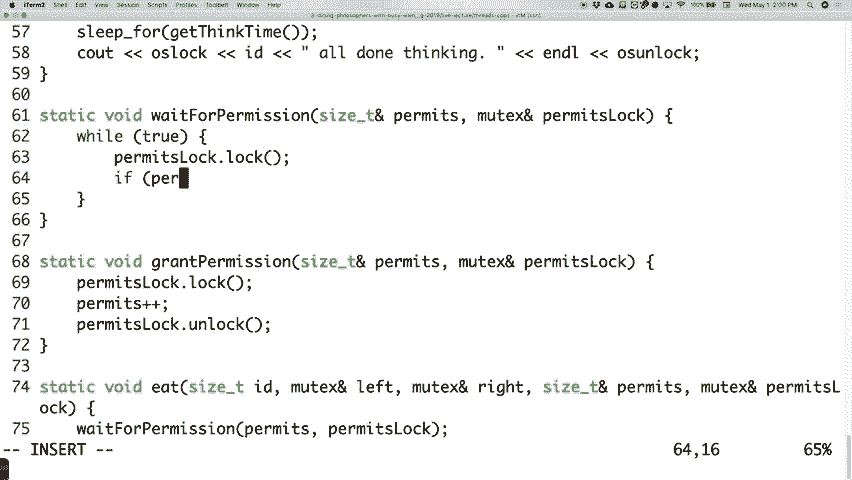 iTerm2 Shell Edit View Session Scripts Profiles Toolbelt Window Help 100% Wed May 1 2:00 PM
57 sleep_for(getThinkTime());
58 cout << oslock << id << " all done thinking. " << endl << osunlock;
59 }
60
61 static void waitForPermission(size_t& permits, mutex& permitsLock) {
62 while (true) {
63 permitsLock.lock();
64 if (per
65 }
66 }
67
68 static void grantPermission(size_t& permits, mutex& permitsLock) {
69 permitsLock.lock();
70 permits++;
71 permitsLock.unlock();
72 }
73
74 static void eat(size_t id, mutex& left, mutex& right, size_t& permits, mutex& permitsL
ock) {
75 waitForPermission(permits, permitsLock);
-- INSERT -- 64,16 65%